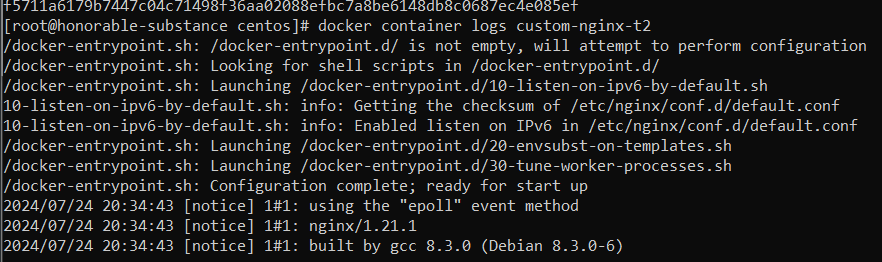 f5711a6179b7447c04c71498f36aa02088efbc7a8be6148db8c0687ec4e085ef
[root@honorable-substance centos]# docker container logs custom-nginx-t2
/docker-entrypoint.sh: /docker-entrypoint.d/ is not empty, will attempt to perform configuration
/docker-entrypoint.sh: Looking for shell scripts in /docker-entrypoint.d/
/docker-entrypoint.sh: Launching /docker-entrypoint.d/10-listen-on-ipv6-by-default.sh
10-listen-on-ipv6-by-default.sh: info: Getting the checksum of /etc/nginx/conf.d/default.conf
10-listen-on-ipv6-by-default.sh: info: Enabled listen on IPv6 in /etc/nginx/conf.d/default.conf
/docker-entrypoint.sh: Launching /docker-entrypoint.d/20-envsubst-on-templates.sh
/docker-entrypoint.sh: Launching /docker-entrypoint.d/30-tune-worker-processes.sh
/docker-entrypoint.sh: Configuration complete; ready for start up
2024/07/24 20:34:43 [notice] 1#1: using the "epoll" event method
2024/07/24 20:34:43 [notice] 1#1: nginx/1.21.1
2024/07/24 20:34:43 [notice] 1#1: built by gcc 8.3.0 (Debian 8.3.0-6)